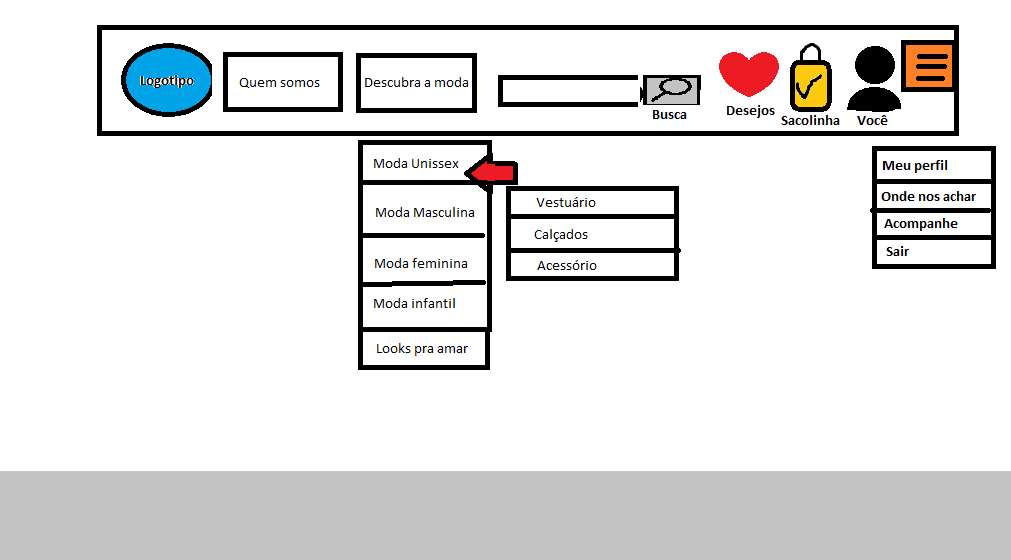 Logotipo
Quem somos
Descubra a moda
Busca
Desejos
Sacolinha
Você
Moda Unissex
Moda Masculina
Moda feminina
Moda infantil
Looks pra amar
Vestuário
Calçados
Acessório
Meu perfil
Onde nos achar
Acompanhe
Sair